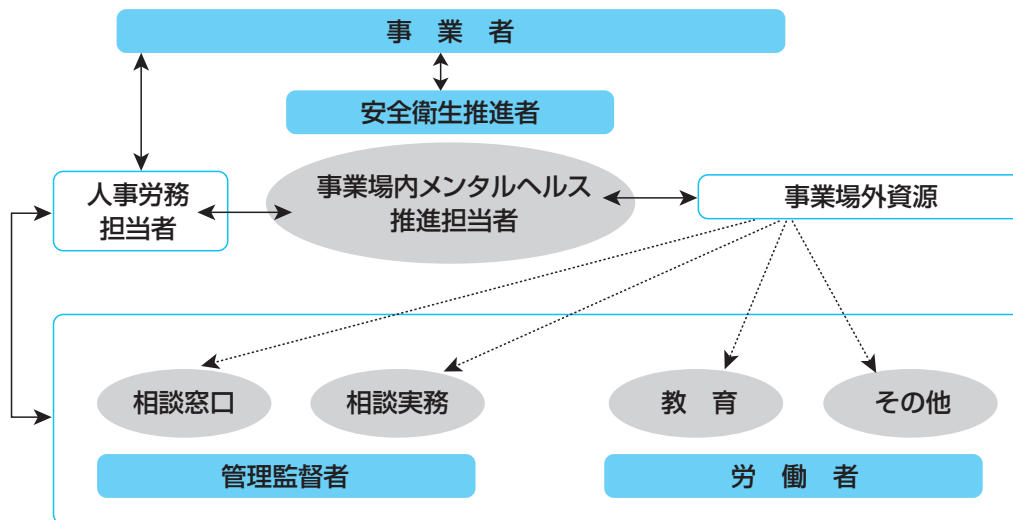 事　業　者
安全衛生推進者
人事労務
担当者
事業場内メンタルヘルス
推進担当者
事業場外資源
相談窓口
相談実務
教　育
その他
管理監督者
労　働　者